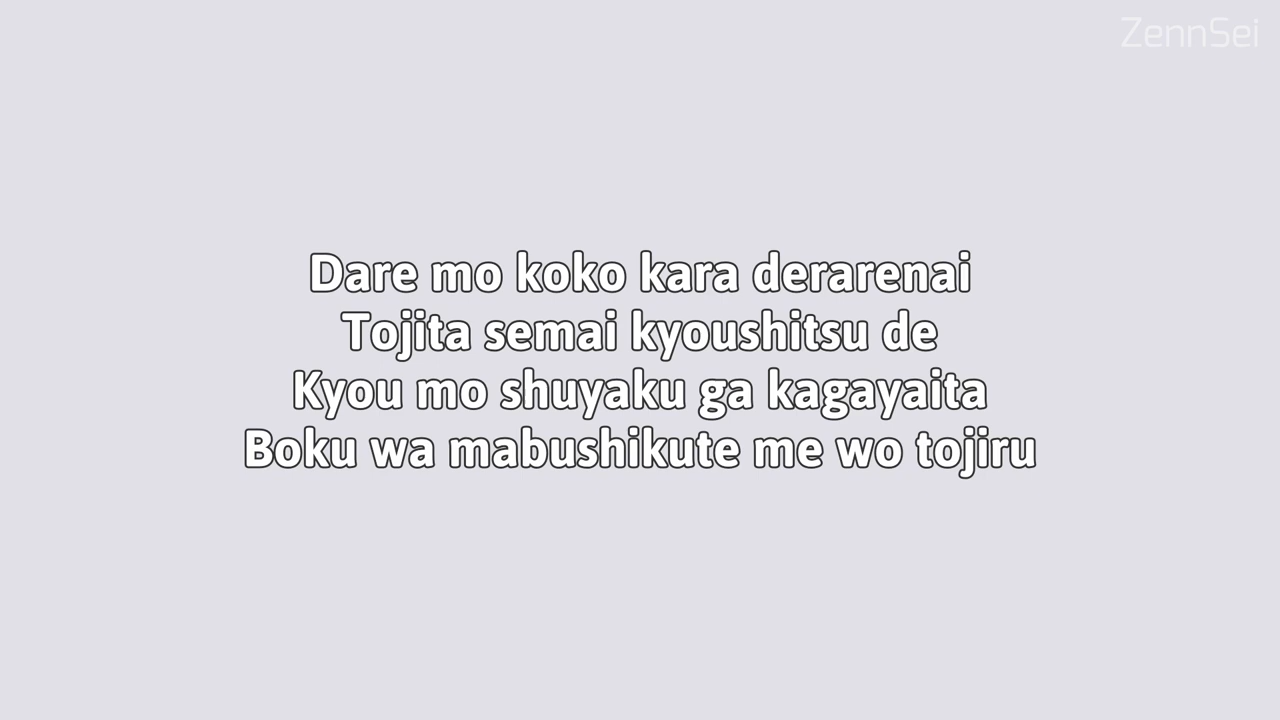 ZennSei
Dare mo koko kara derarenai
Tojita semai kyoushitsu de
Kyou mo shuyaku ga kagayaita
Boku wa mabushikute me wo tojiru